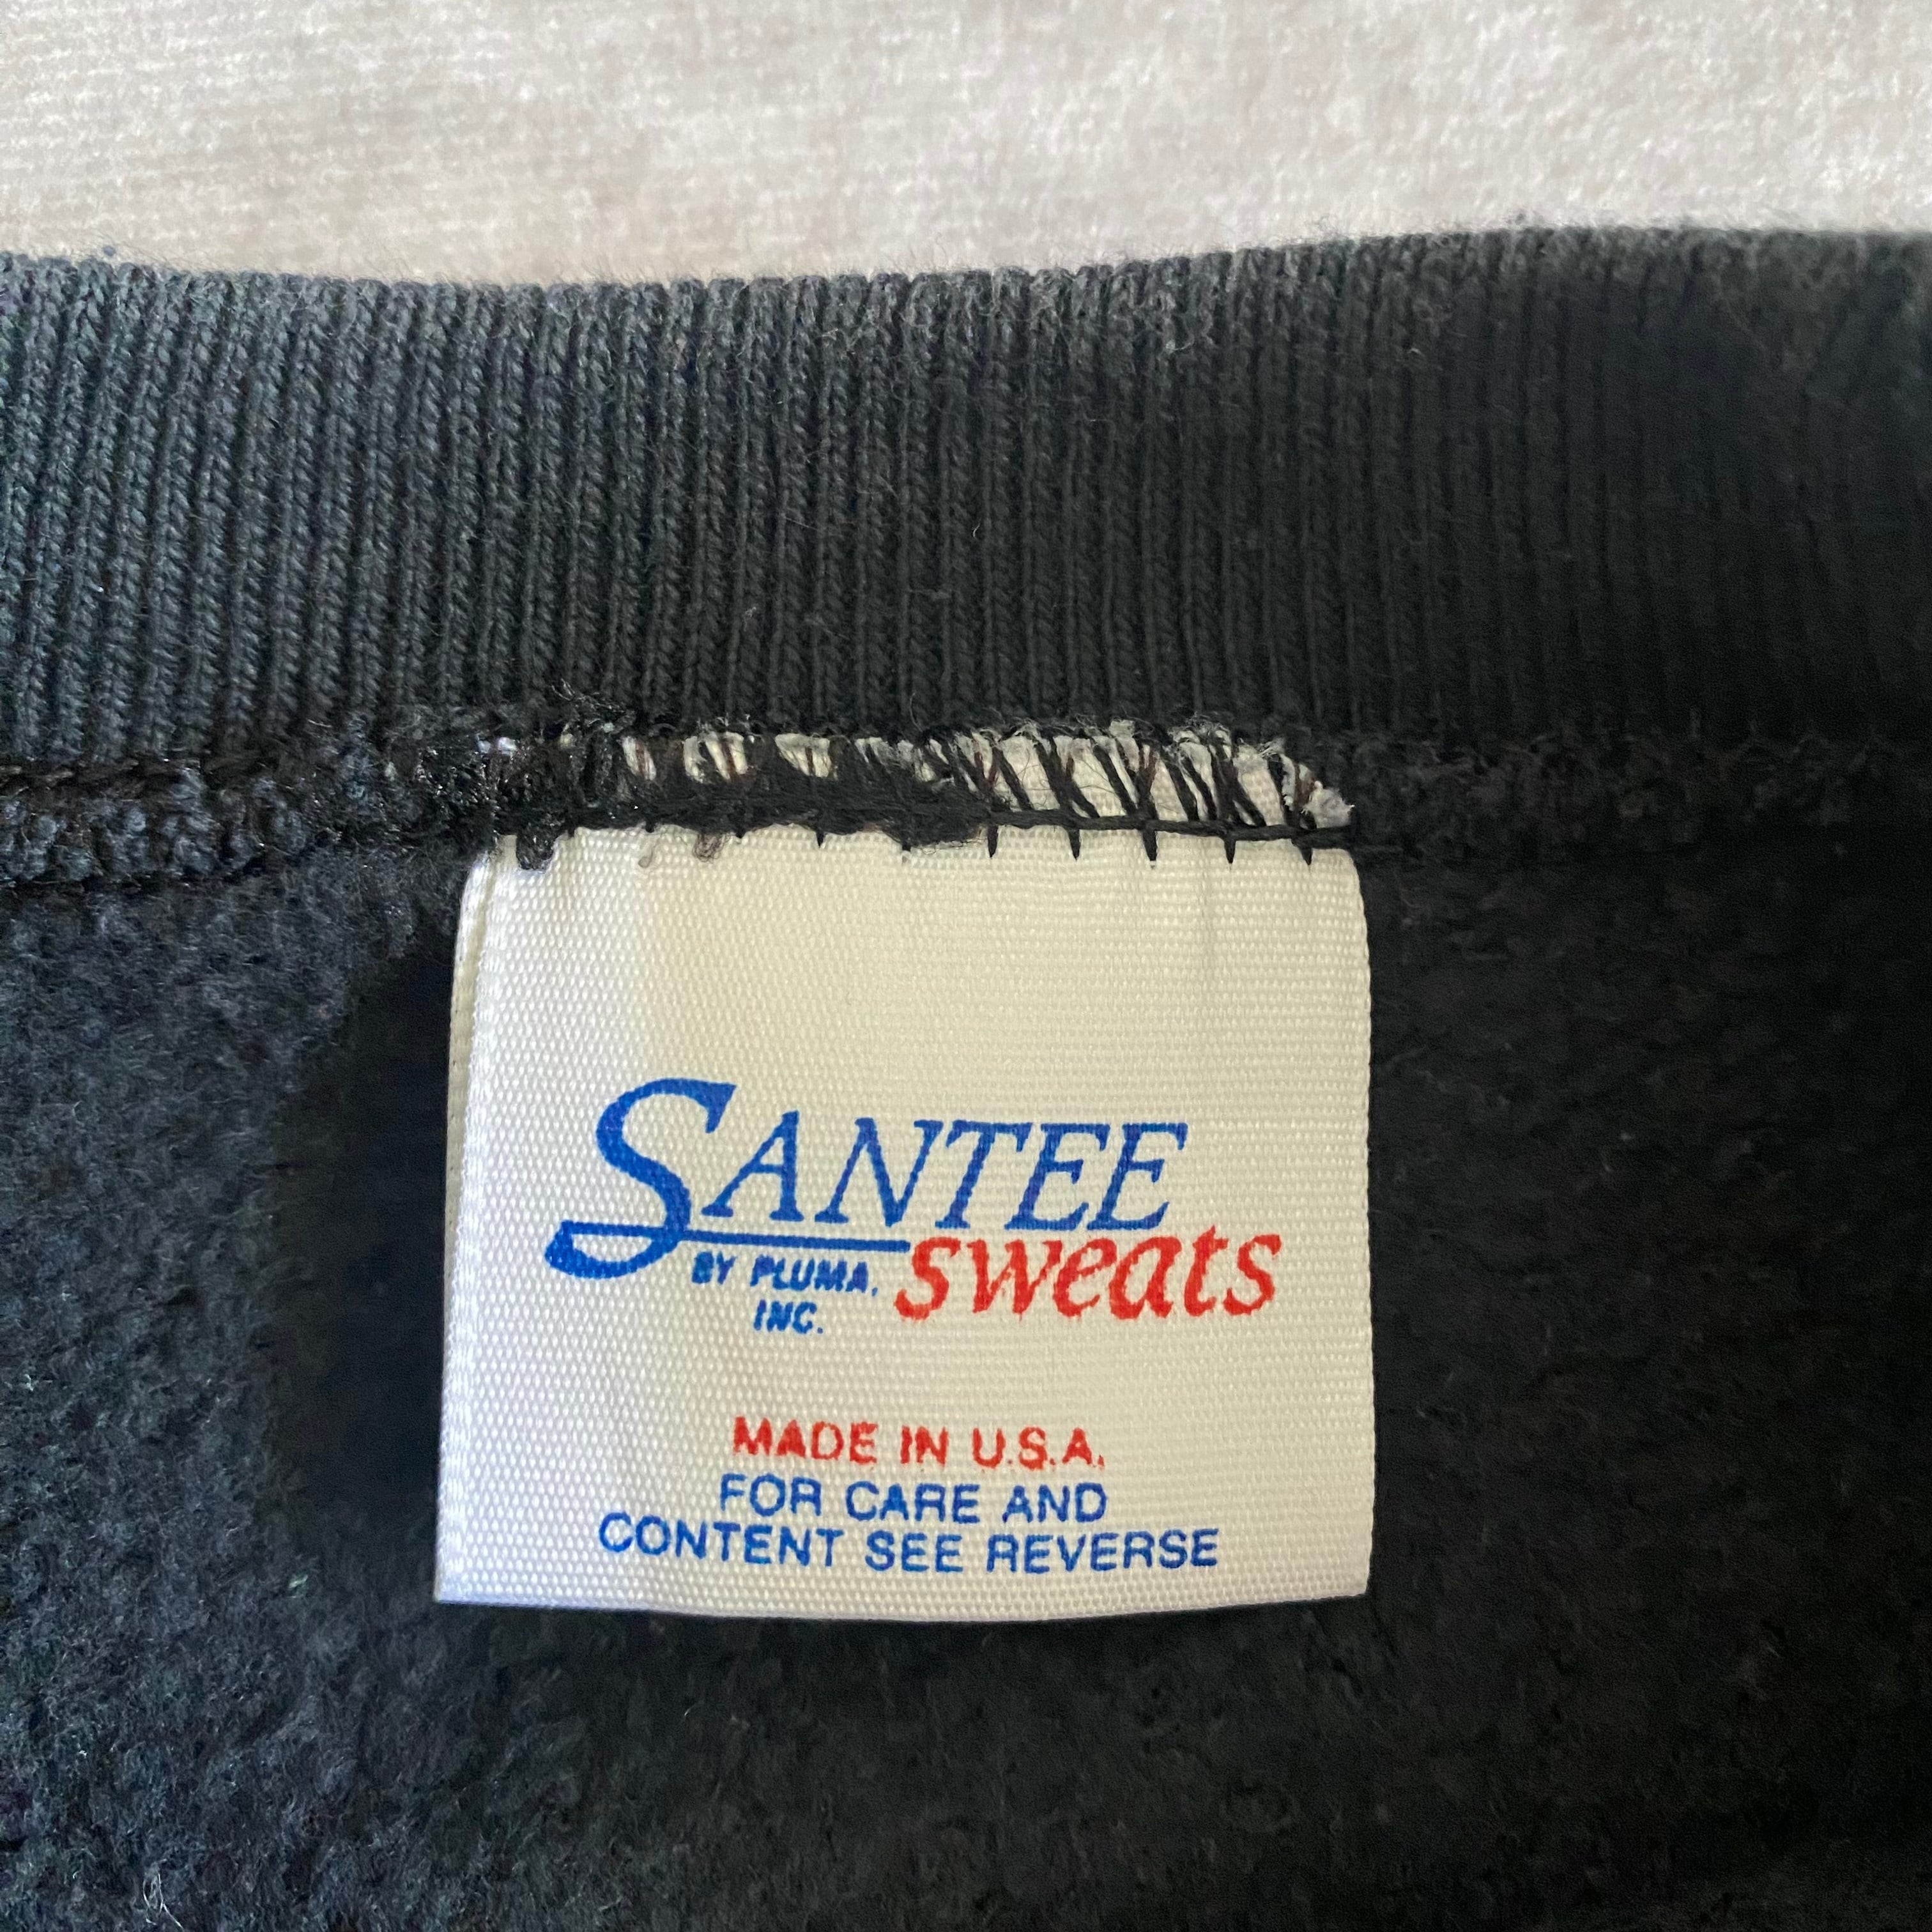 SANTEE
sweats
BY PLUMA,
INC.
MADE IN U.S.A.
FOR CARE AND
CONTENT SEE REVERSE